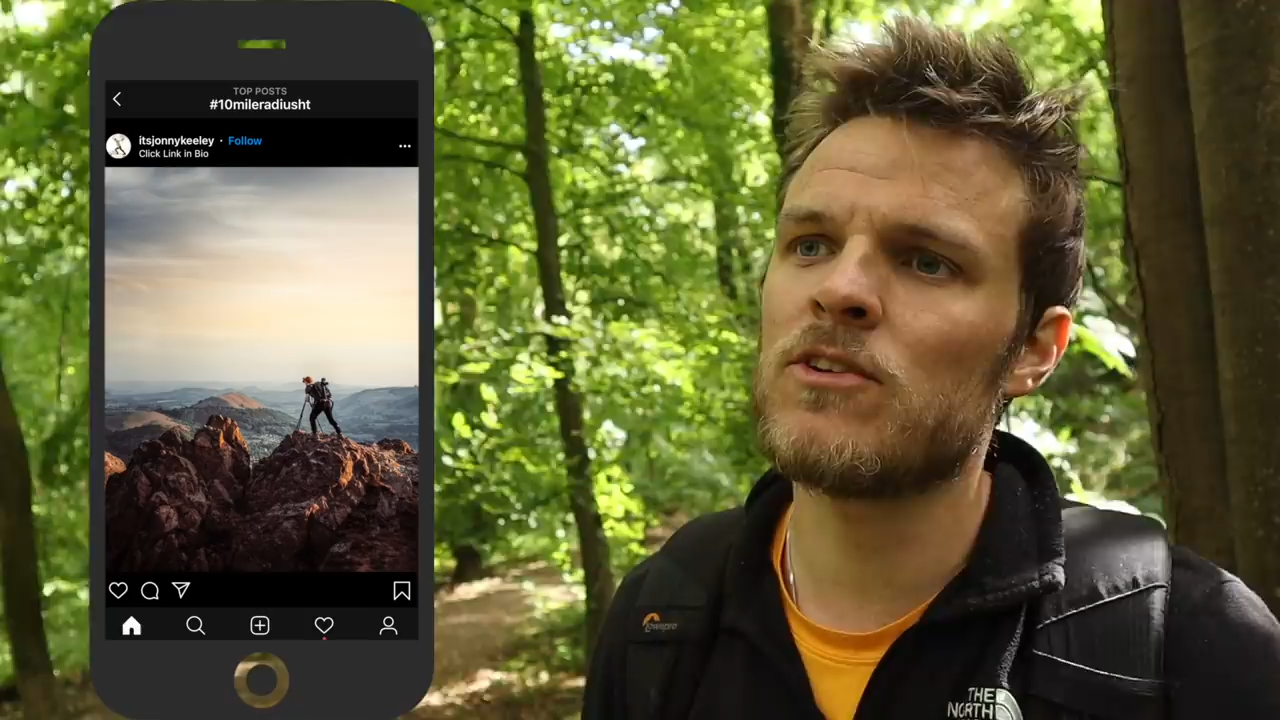 TOP POSTS
#10mileradiusht
itsjonnykeeley · Follow
Click Link in Bio
lowepro
THE
NORTH